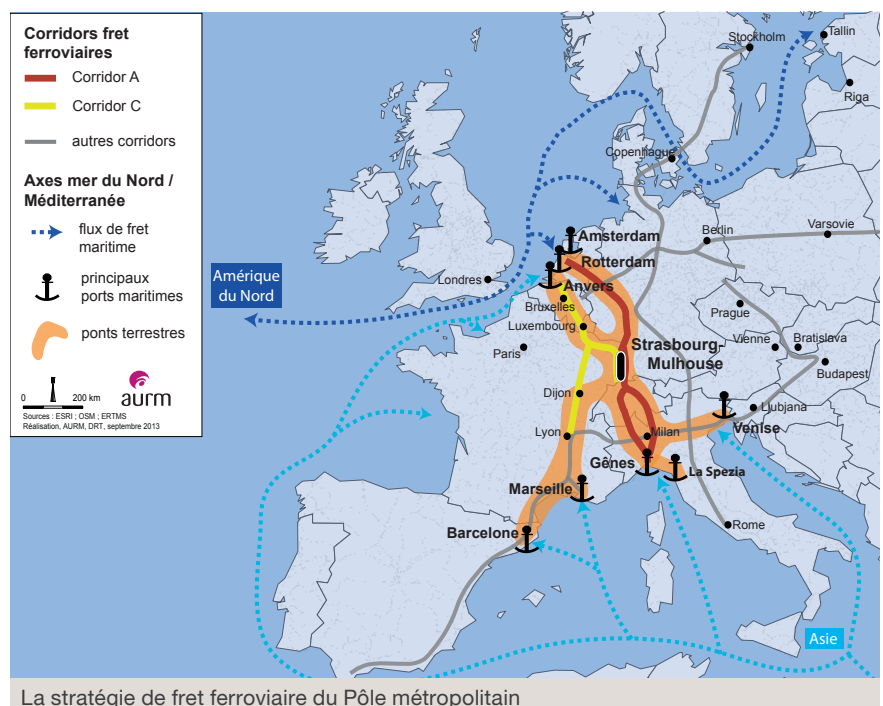 Corridors fret
ferroviaires
Corridor A
Corridor C
autres corridors
Axes mer du Nord /
Méditerranée
flux de fret
maritime
principaux
ports maritimes
ponts terrestres
0 200 km
aurm
Sources : ESRI ; OSM ; ERTMS
Réalisation, AURM, DRT, septembre 2013
Stockholm
Tallin
Riga
Copenhague
Amsterdam
Berlin
Varsovie
Rotterdam
Amérique
du Nord
Londres
Anvers
Bruxelles
Prague
Luxembourg
Strasbourg-
Mulhouse
Vienne
Bratislava
Paris
Budapest
Dijon
Ljubjana
Venise
Lyon
Milan
Gênes
La Spezia
Marseille
Rome
Barcelone
Asie
La stratégie de fret ferroviaire du Pôle métropolitain